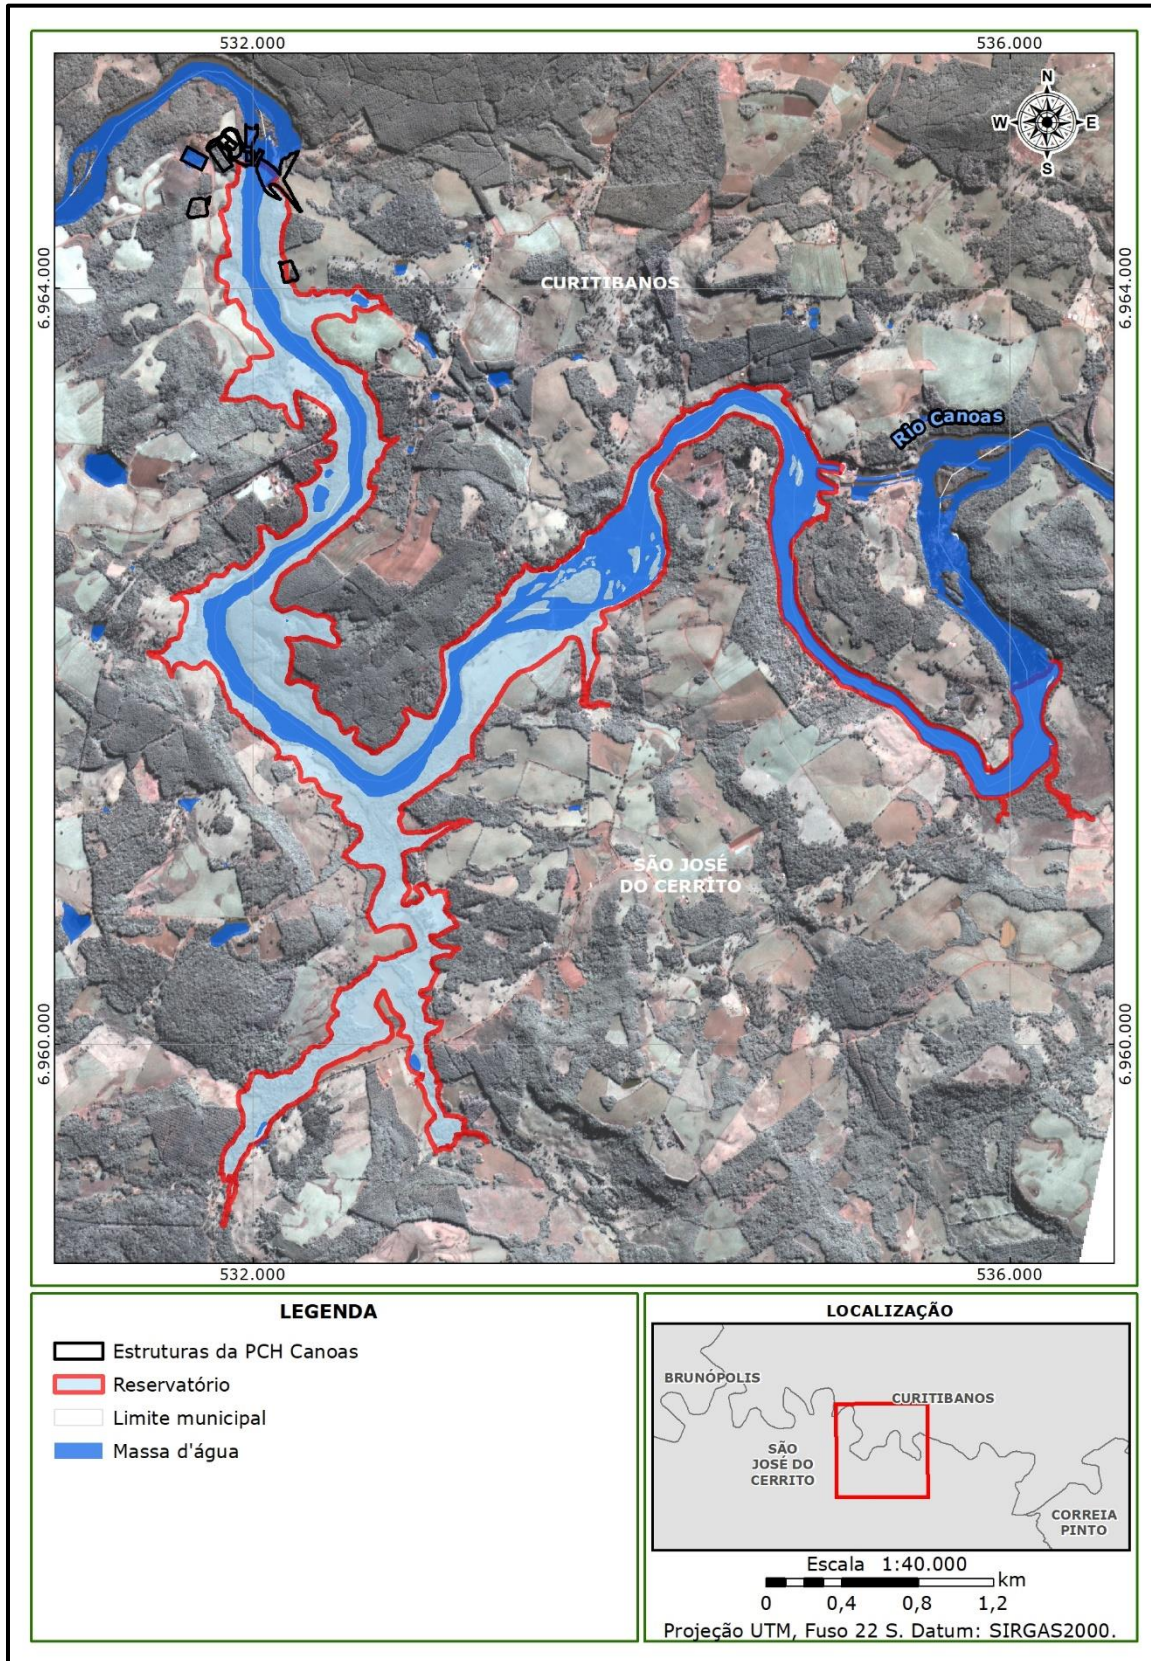 532.000
536.000
N
W
E
S
6.964.000
6.964.000
CURITIBANOS
Rio Canoas
SÃO JOSÉ
DO CERRITO
6.960.000
6.960.000
532.000
536.000
LEGENDA
Estruturas da PCH Canoas
Reservatório
Limite municipal
Massa d'água
LOCALIZAÇÃO
BRUNÓPOLIS
CURITIBANOS
SÃO
JOSÉ DO
CERRITO
CORREIA
PINTO
Escala 1:40.000
km
0 0,4 0,8 1,2
Projeção UTM, Fuso 22 S. Datum: SIRGAS2000.